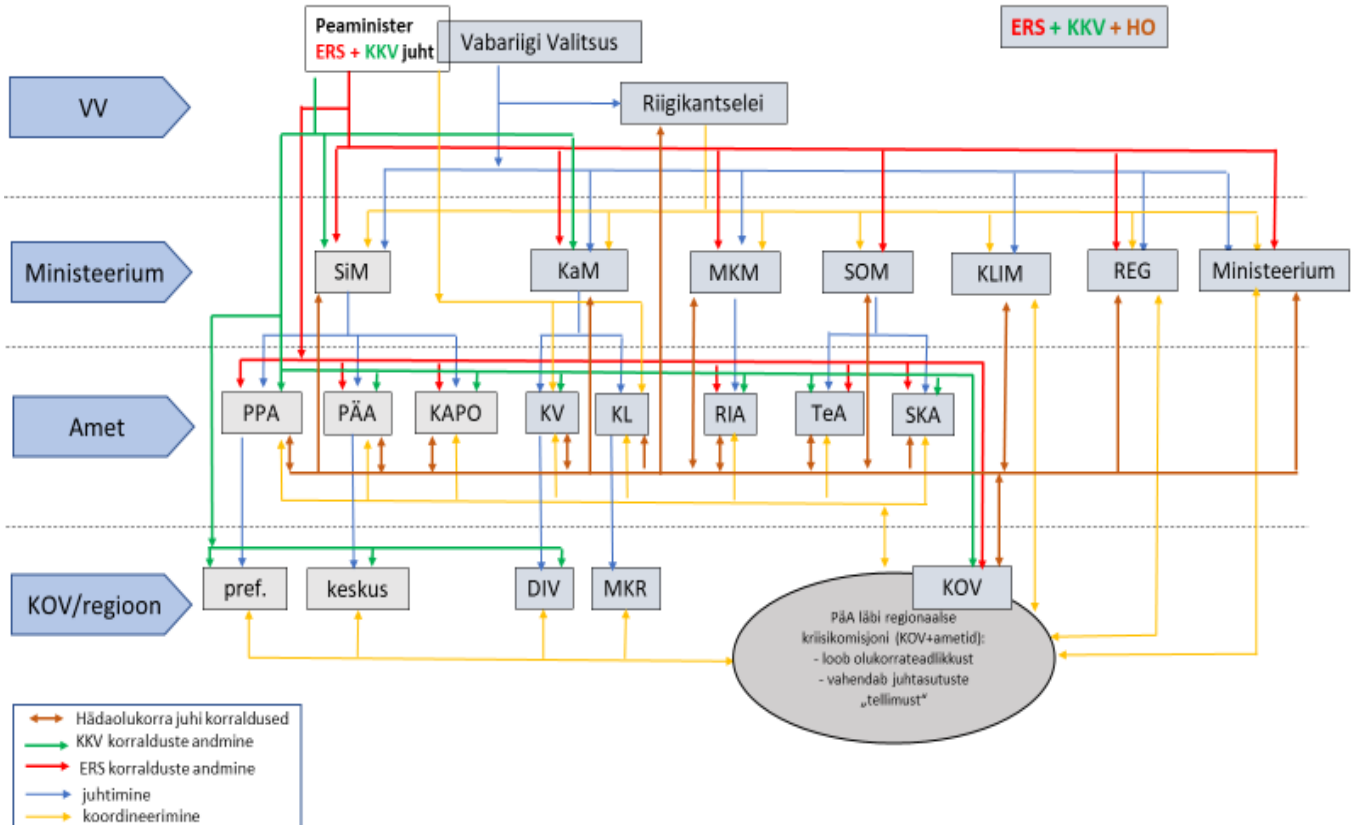 Peaminister
ERS + KKV juht
Vabariigi Valitsus
ERS + KKV + HO
VV
Riigikantselei
Ministeerium
SiM
KaM
MKM
SOM
KLIM
REG
Ministeerium
Amet
PPA
PÄA
KAPO
KV
KL
RIA
TeA
SKA
KOV/regioon
pref.
keskus
DIV
MKR
KOV
PäA läbi regionaalse
kriisikomisjoni (KOV+ametid):
- loob olukorrateadlikkust
- vahendab juhtasutuste
„tellimust“
Hädaolukorra juhi korraldused
KKV korralduste andmine
ERS korralduste andmine
juhtimine
koordineerimine